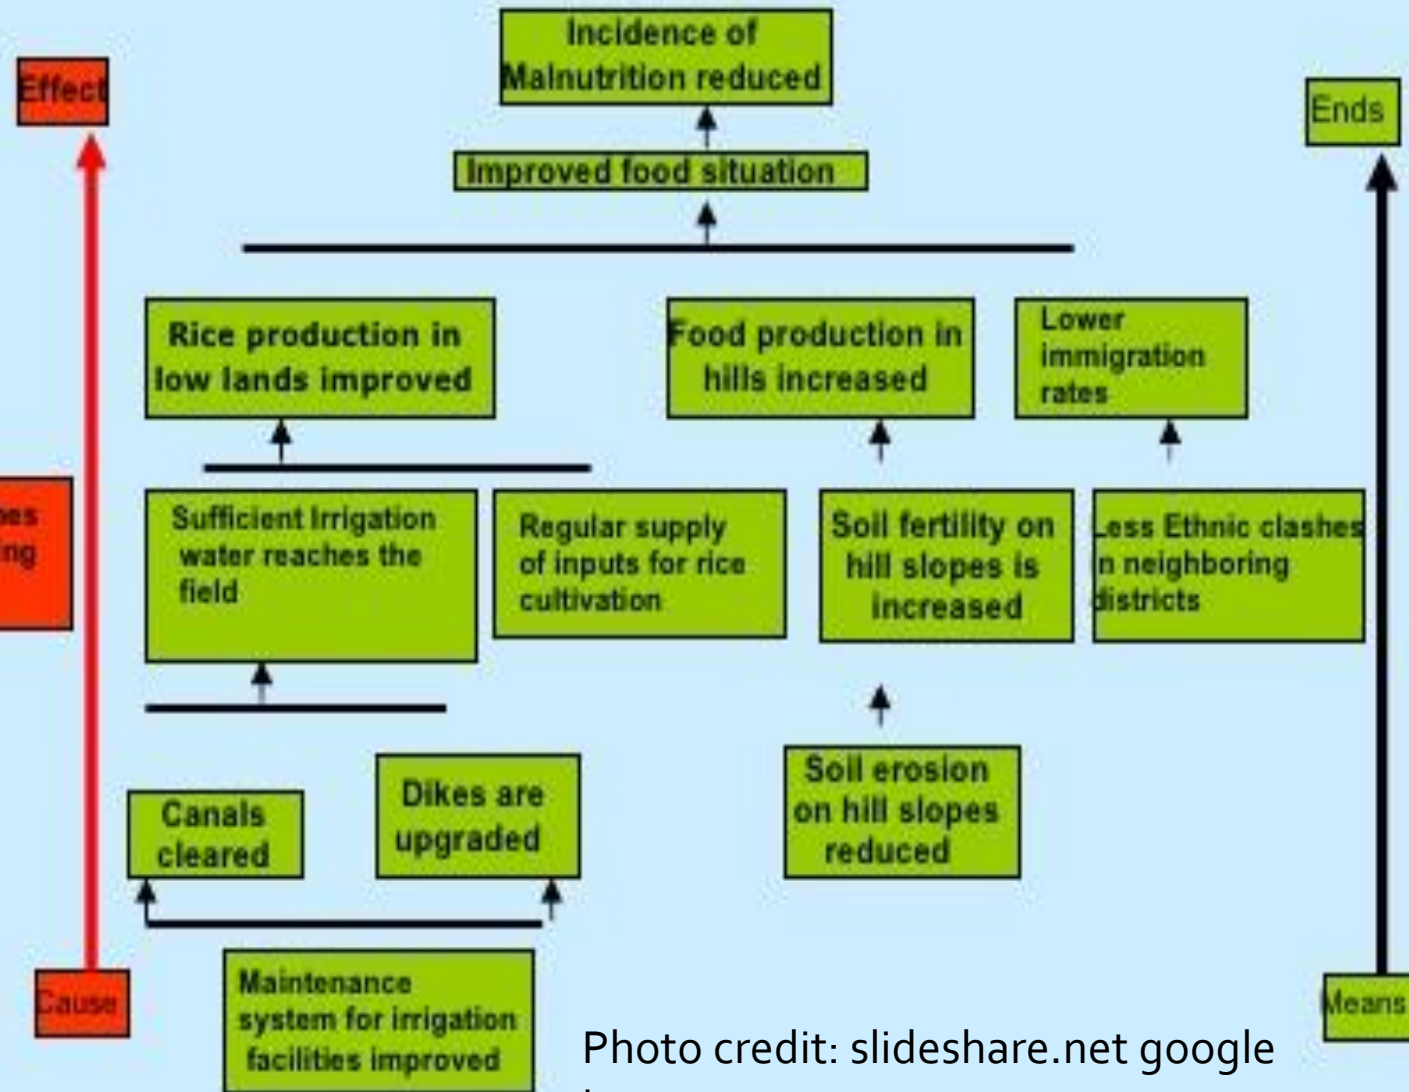 Incidence of
Malnutrition reduced
Effect
Ends
Improved food situation
Rice production in
low lands improved
Food production in
hills increased
Lower
immigration
rates
Sufficient Irrigation
water reaches the
field
Regular supply
of inputs for rice
cultivation
Soil fertility on
hill slopes is
increased
Less Ethnic clashes
in neighboring
districts
Canals
cleared
Dikes are
upgraded
Soil erosion
on hill slopes
reduced
Cause
Maintenance
system for irrigation
facilities improved
Means
Photo credit: slideshare.net google